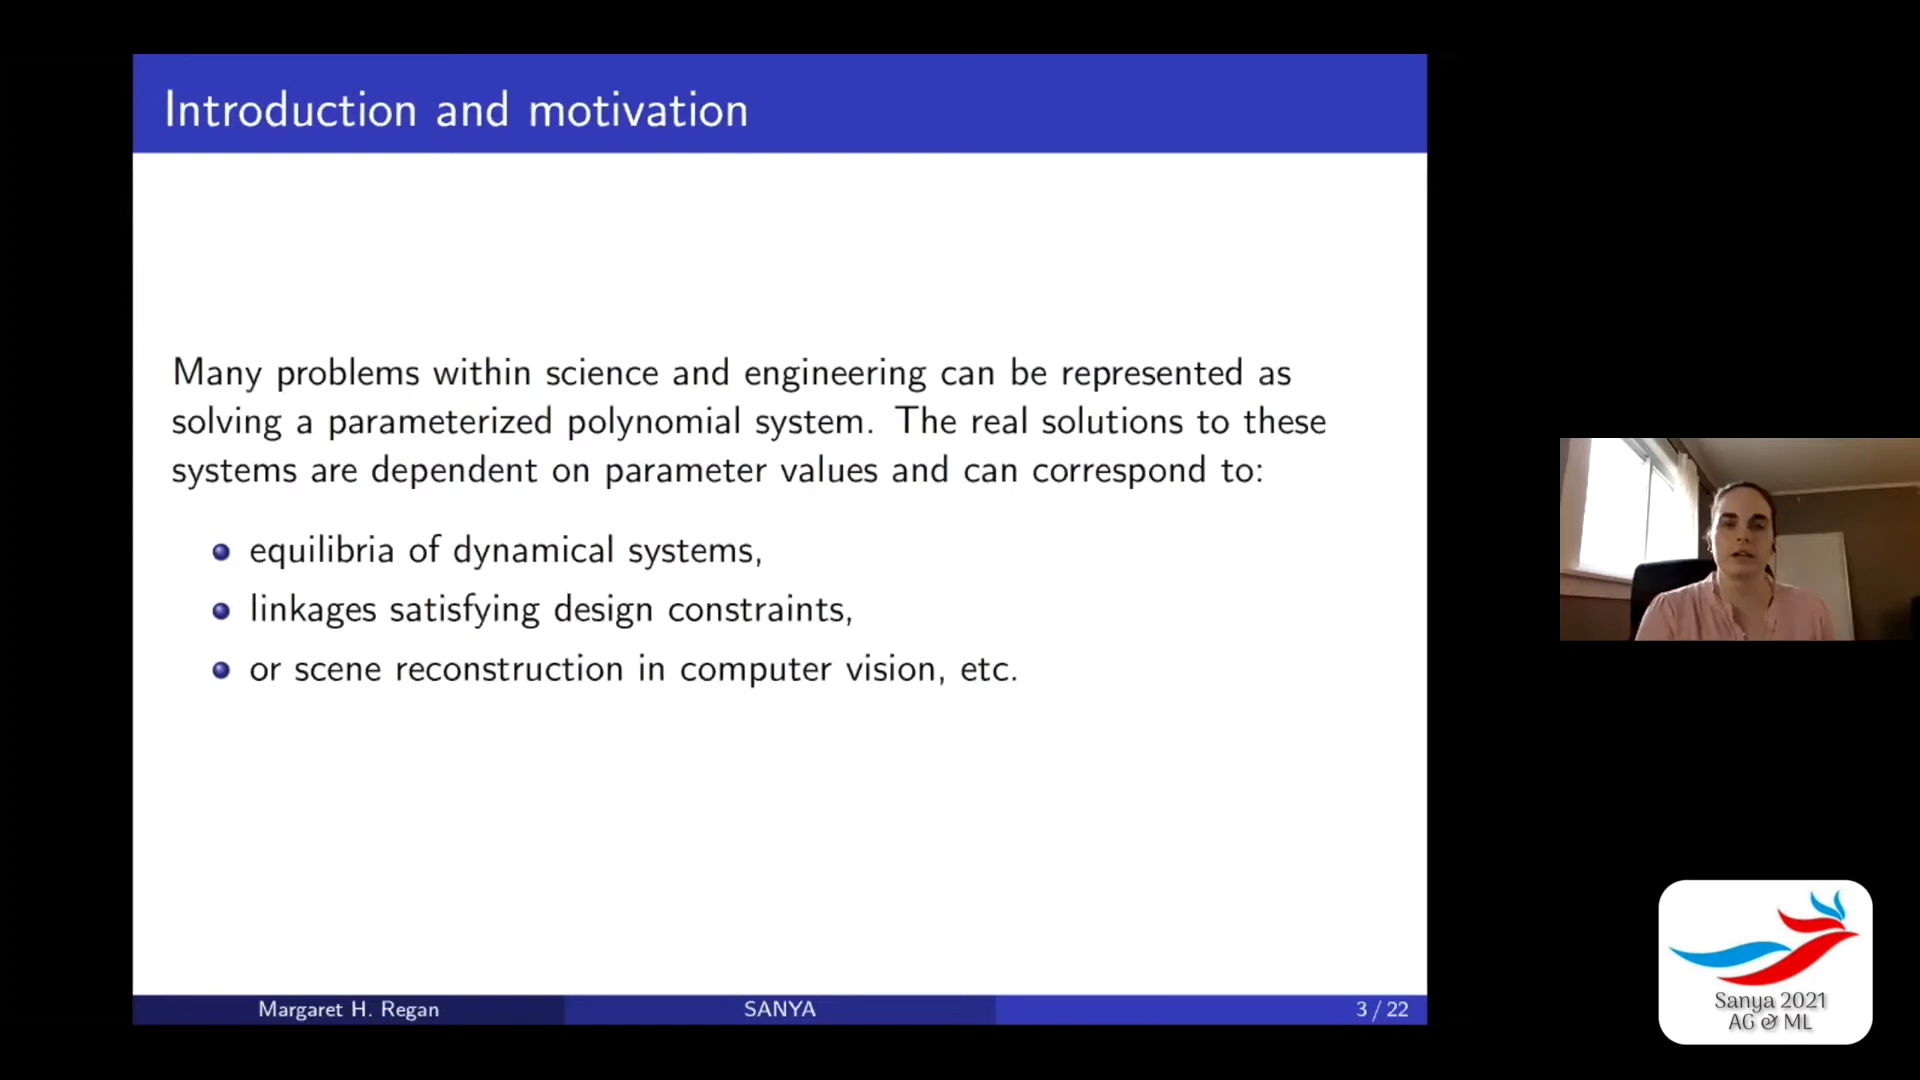 Introduction and motivation
Many problems within science and engineering can be represented as
solving a parameterized polynomial system. The real solutions to these
systems are dependent on parameter values and can correspond to:
equilibria of dynamical systems,
linkages satisfying design constraints,
or scene reconstruction in computer vision, etc.
Margaret H. Regan
SANYA
3 / 22
Sanya 2021
AG & ML